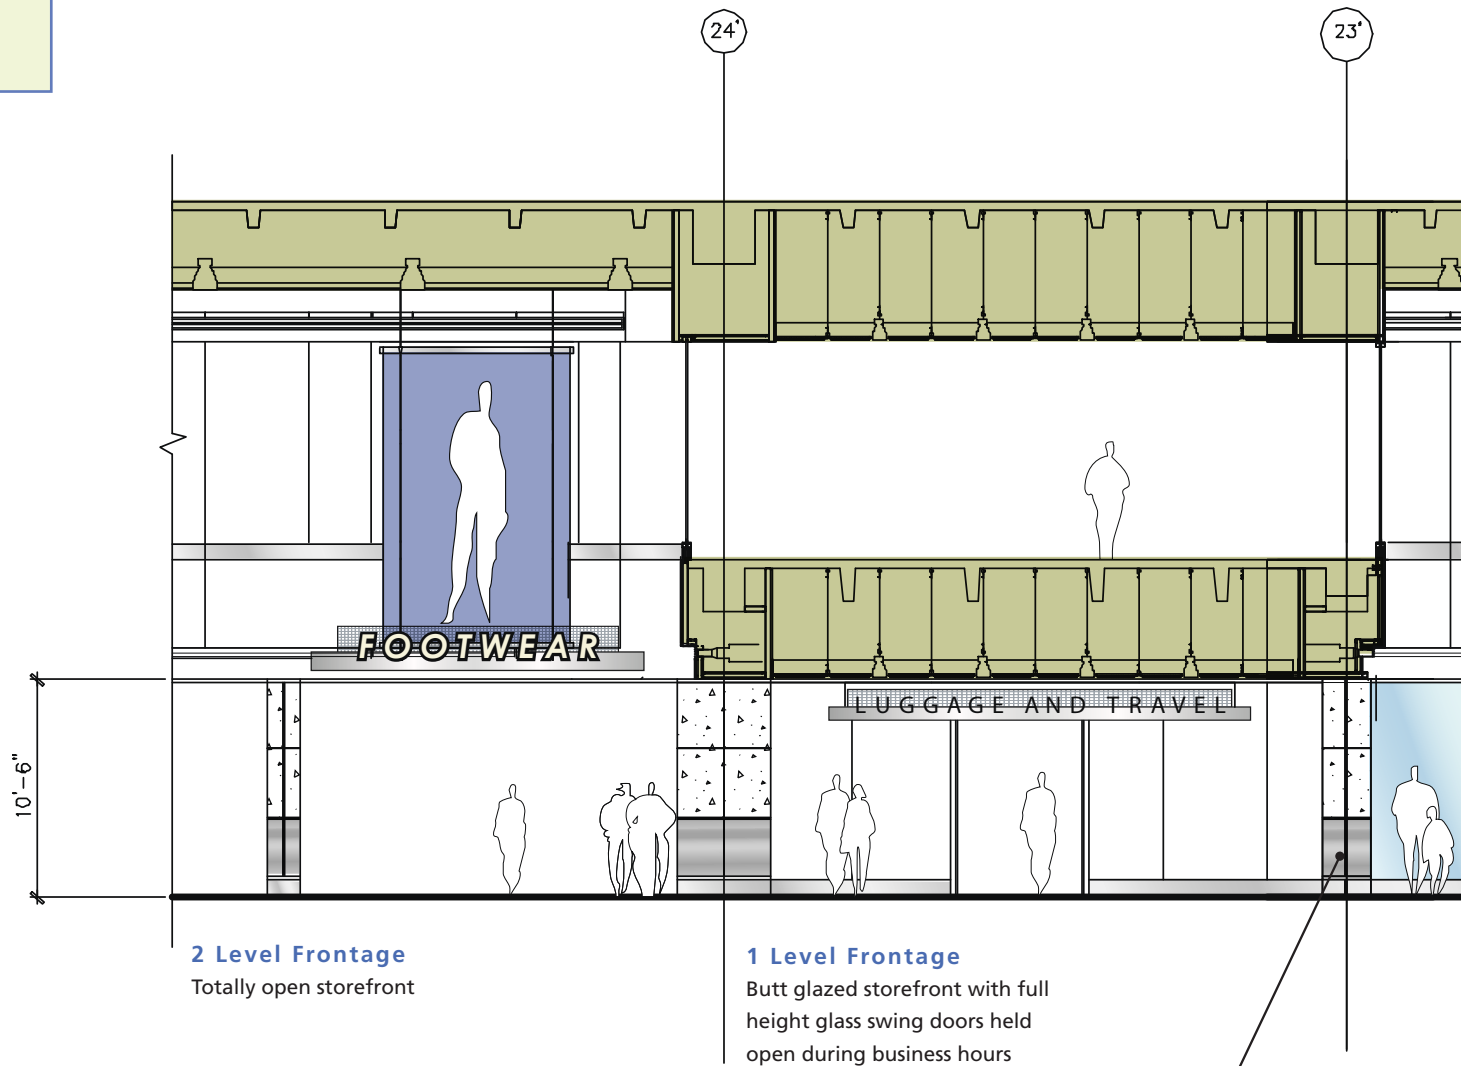 24'
23'
FOOTWEAR
LUGGAGE AND TRAVEL
10'-6"
2 Level Frontage
Totally open storefront
1 Level Frontage
Butt glazed storefront with full
height glass swing doors held
open during business hours